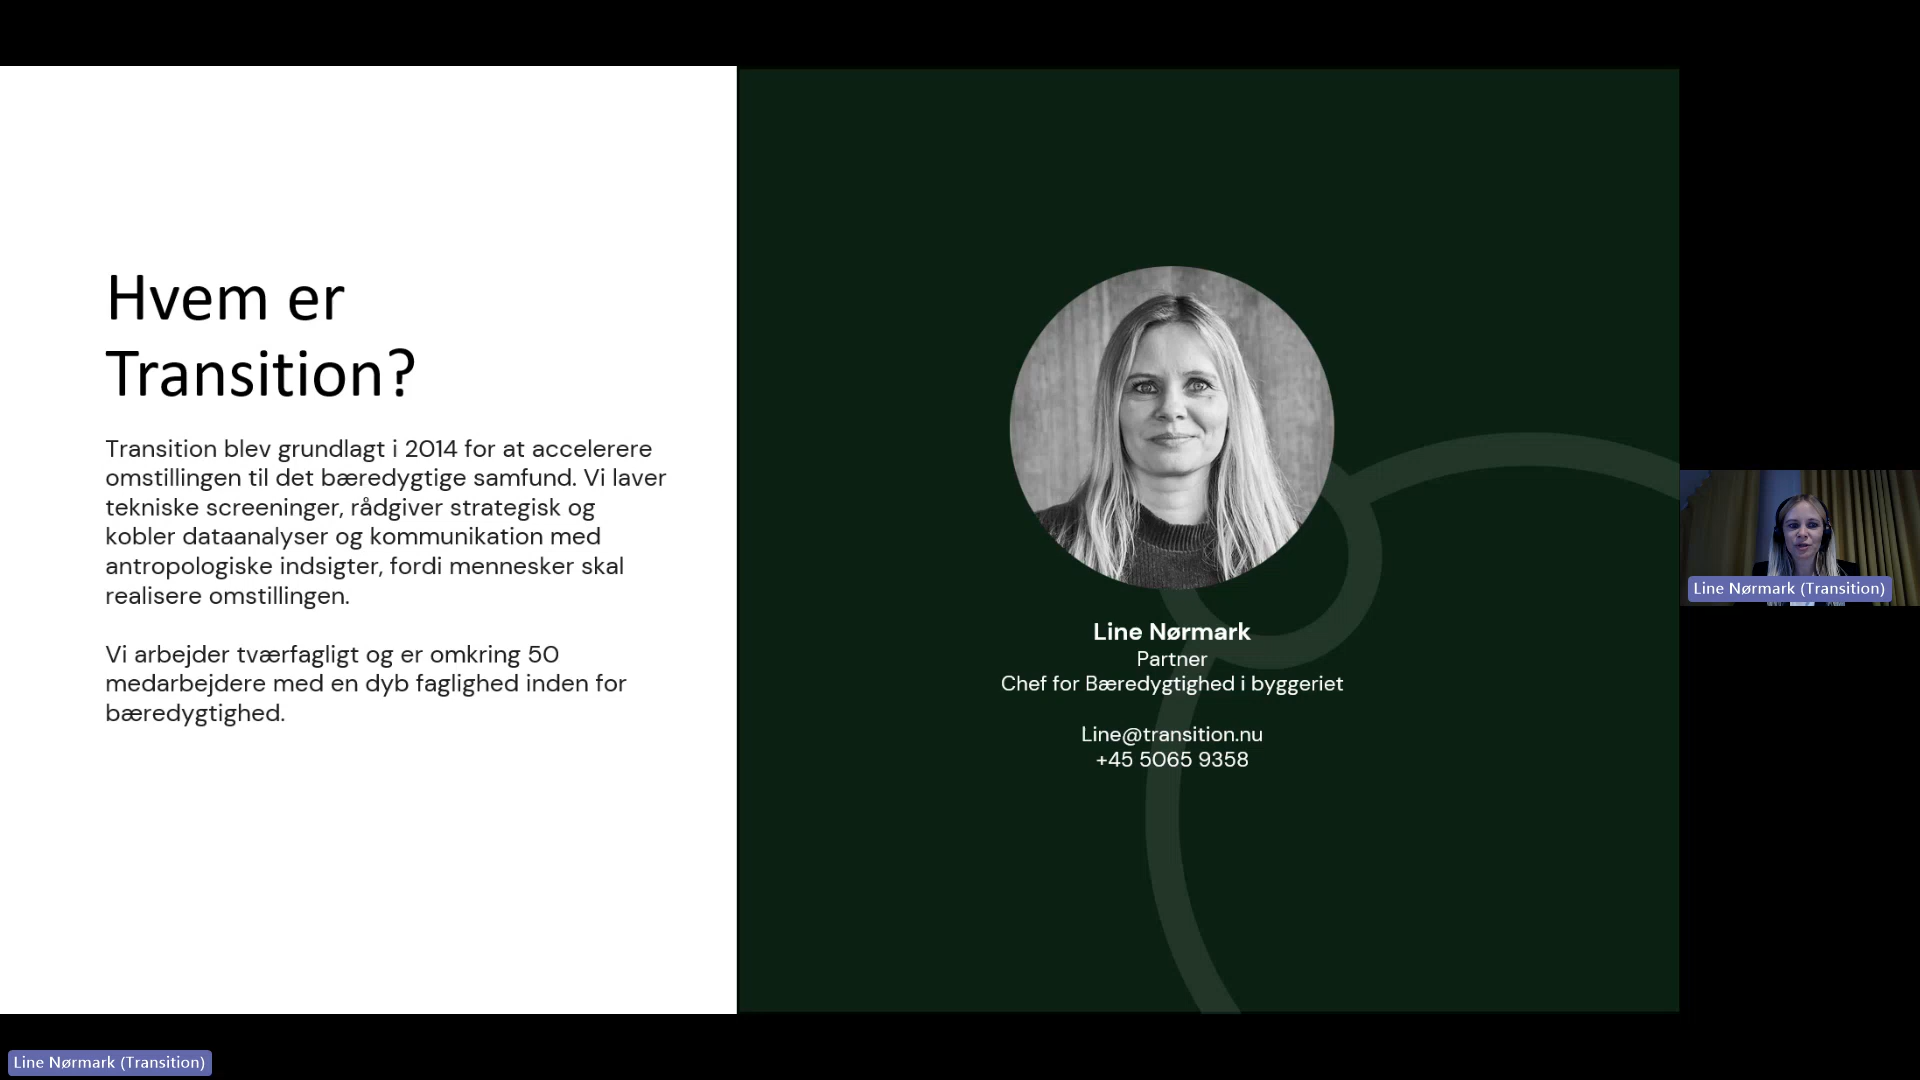 Hvem er
Transition?
Transition blev grundlagt i 2014 for at accelerere
omstillingen til det bæredygtige samfund. Vi laver
tekniske screeninger, rådgiver strategisk og
kobler dataanalyser og kommunikation med
antropologiske indsigter, fordi mennesker skal
realisere omstillingen.
Vi arbejder tværfagligt og er omkring 50
medarbejdere med en dyb faglighed inden for
bæredygtighed.
Line Nørmark
Partner
Chef for Bæredygtighed i byggeriet
Line@transition.nu
+45 5065 9358
Line Nørmark (Transition)
Line Nørmark (Transition)